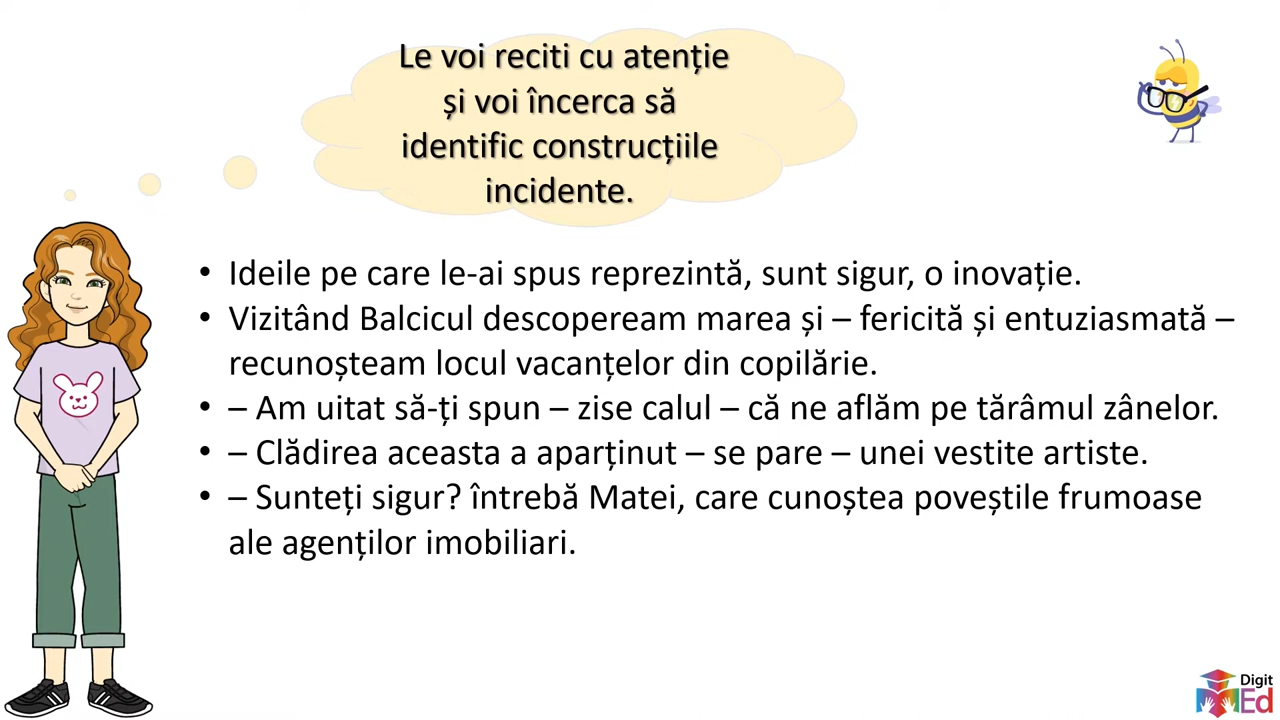 Le voi reciti cu atenție
și voi încerca să
identific construcțiile
incidente.
• Ideile pe care le-ai spus reprezintă, sunt sigur, o inovație.
• Vizitând Balcicul descopeream marea și – fericită și entuziasmată –
recunoșteam locul vacanțelor din copilărie.
• – Am uitat să-ți spun – zise calul – că ne aflăm pe tărâmul zânelor.
• – Clădirea aceasta a aparținut – se pare – unei vestite artiste.
• – Sunteți sigur? întrebă Matei, care cunoștea poveștile frumoase
ale agenților imobiliari.
Digit
Ed